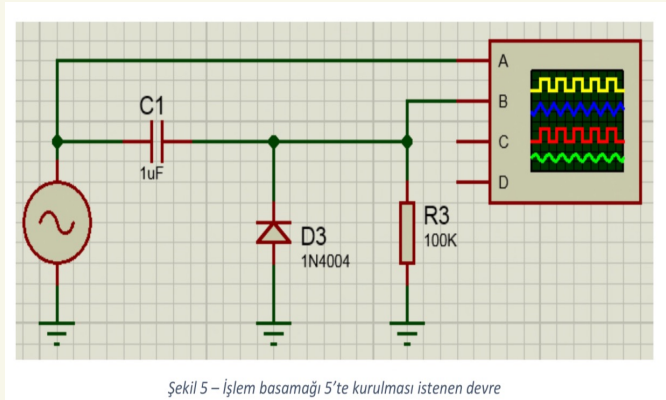 A
C1
B
C
1uF
D
R3
D3
100K
1N4004
Şekil 5 – İşlem basamağı 5’te kurulması istenen devre